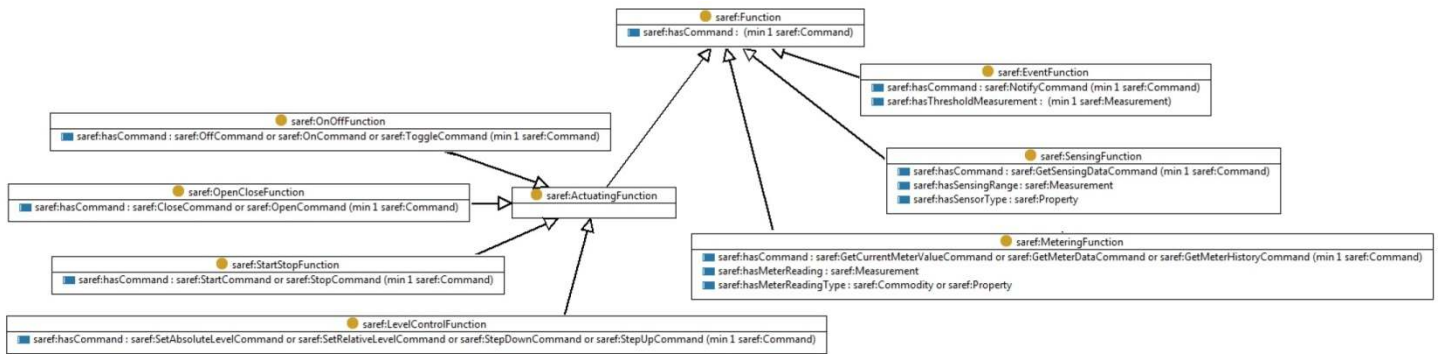 saref:Function
saref:hasCommand : (min 1 saref:Command)
saref:EventFunction
saref:hasCommand : saref:NotifyCommand (min 1 saref:Command)
saref:hasThresholdMeasurement : (min 1 saref:Measurement)
saref:OnOffFunction
saref:hasCommand : saref:OffCommand or saref:OnCommand or saref:ToggleCommand (min 1 saref:Command)
saref:SensingFunction
saref:hasCommand : saref:GetSensingDataCommand (min 1 saref:Command)
saref:hasSensingRange : saref:Measurement
saref:hasSensorType : saref:Property
saref:OpenCloseFunction
saref:hasCommand : saref:CloseCommand or saref:OpenCommand (min 1 saref:Command)
saref:ActuatingFunction
saref:MeteringFunction
saref:hasCommand : saref:GetCurrentMeterValueCommand or saref:GetMeterDataCommand or saref:GetMeterHistoryCommand (min 1 saref:Command)
saref:hasMeterReading : saref:Measurement
saref:hasMeterReadingType : saref:Commodity or saref:Property
saref:StartStopFunction
saref:hasCommand : saref:StartCommand or saref:StopCommand (min 1 saref:Command)
saref:LevelControlFunction
saref:hasCommand : saref:SetAbsoluteLevelCommand or saref:SetRelativeLevelCommand or saref:StepDownCommand or saref:StepUpCommand (min 1 saref:Command)